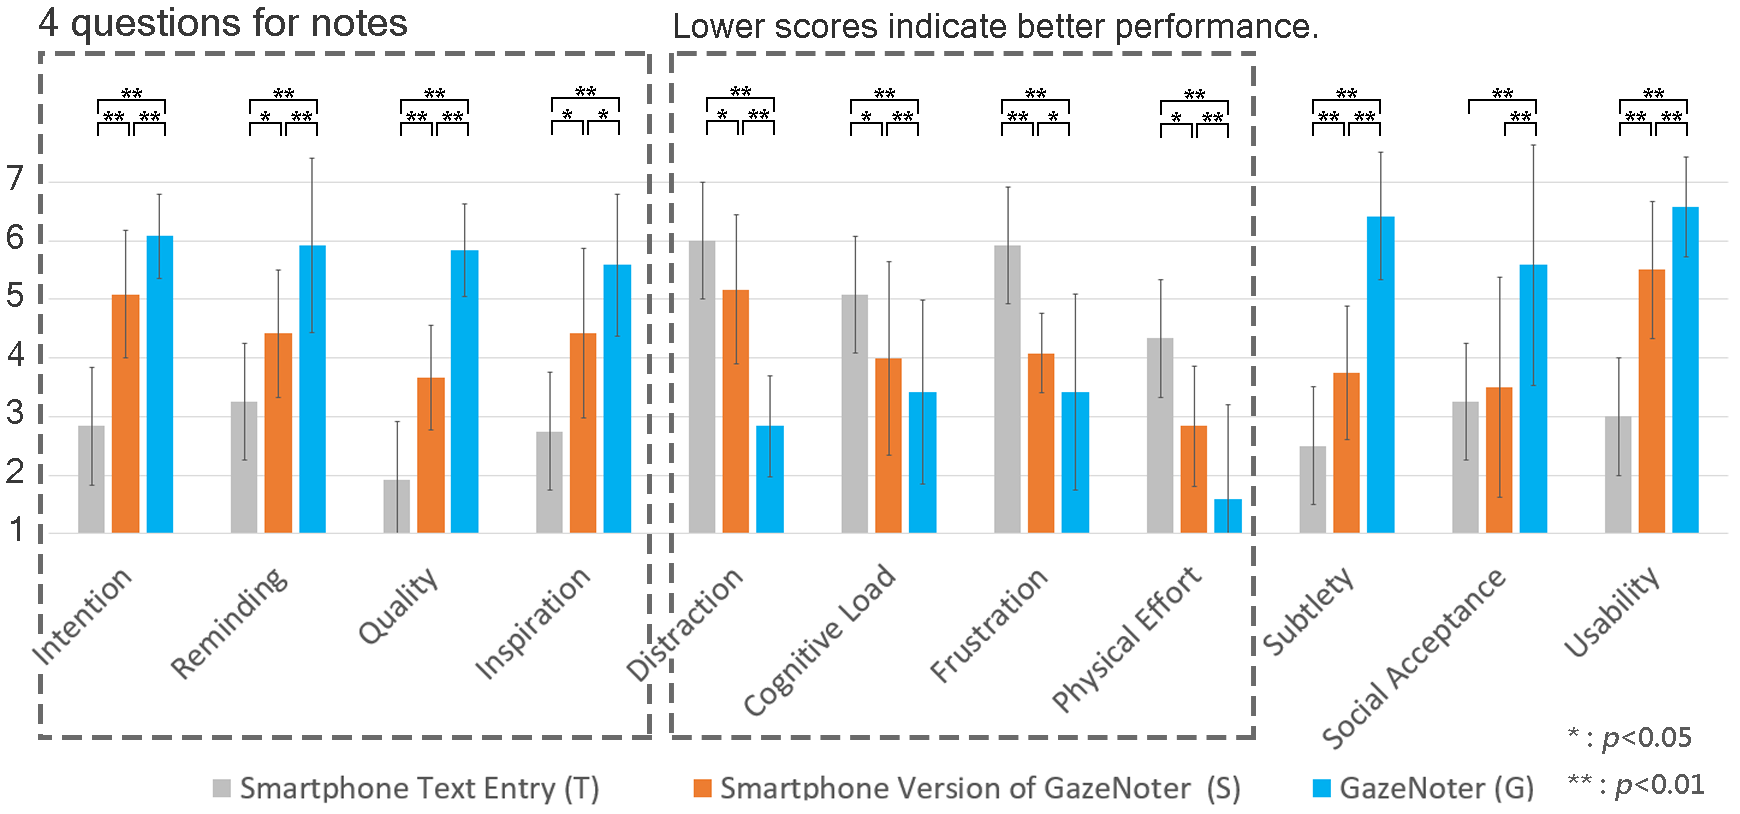 4 questions for notes
Lower scores indicate better performance.
** ** ** ** ** ** ** ** ** ** **
** ** * ** ** ** * * * ** * ** ** * * ** ** ** ** ** **
7
6
5
4
3
2
1
Intention
Reminding
Quality
Inspiration
Distraction
Cognitive Load
Frustration
Physical Effort
Subtlety
Social Acceptance
Usability
* : p<0.05
** : p<0.01
Smartphone Text Entry (T)
Smartphone Version of GazeNoter (S)
GazeNoter (G)